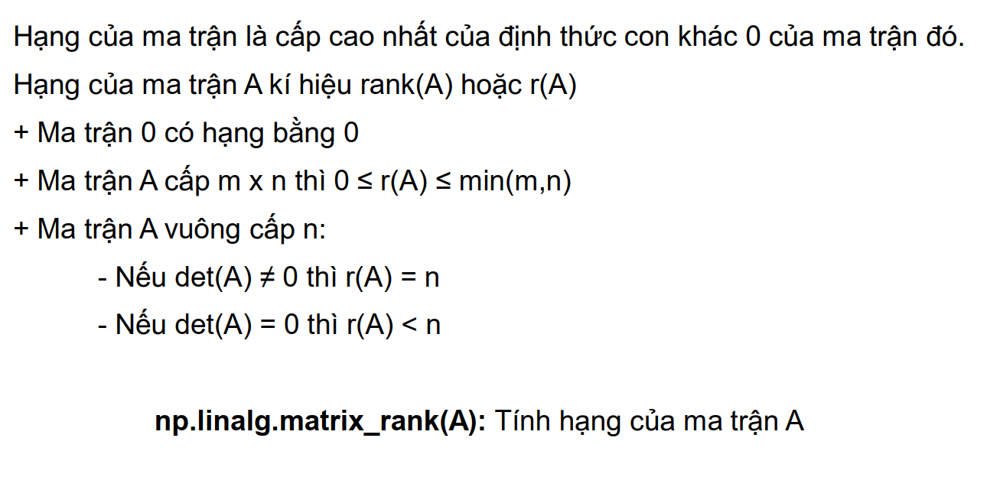 Hạng của ma trận là cấp cao nhất của định thức con khác 0 của ma trận đó.
Hạng của ma trận A kí hiệu rank(A) hoặc r(A)
+ Ma trận 0 có hạng bằng 0
+ Ma trận A cấp m x n thì 0 ≤ r(A) ≤ min(m,n)
+ Ma trận A vuông cấp n:
- Nếu det(A) ≠ 0 thì r(A) = n
- Nếu det(A) = 0 thì r(A) < n
np.linalg.matrix_rank(A): Tính hạng của ma trận A